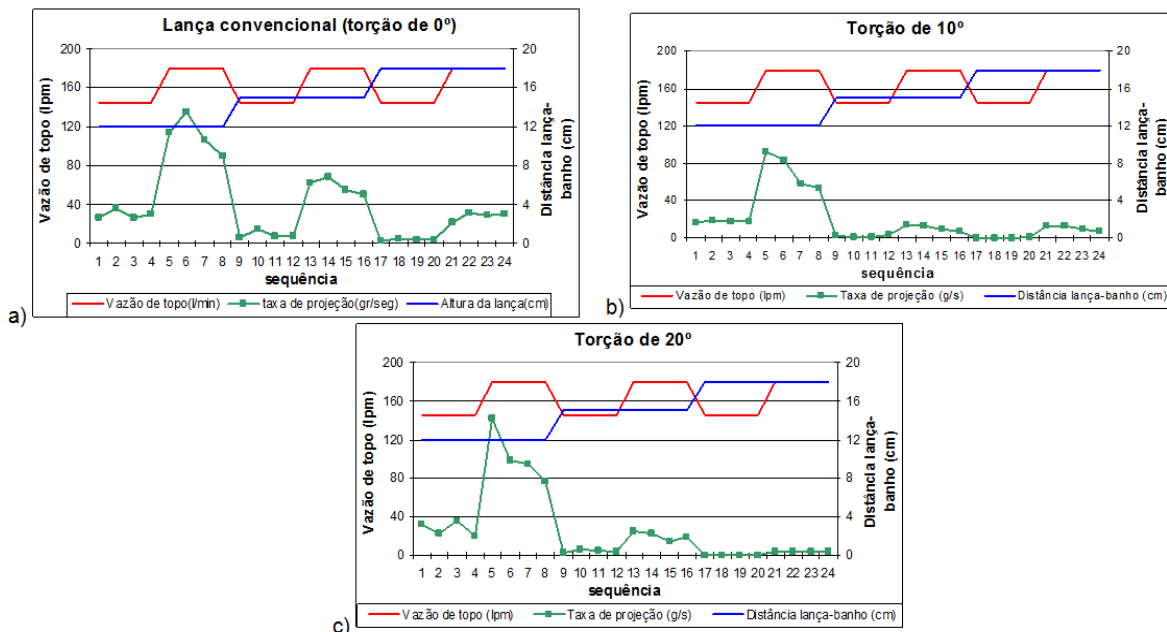 Lança convencional (torção de 0º)
Vazão de topo (lpm)
200
160
120
80
40
0
20
16
12
8
4
0
Distância lança-
banho (cm)
1 2 3 4 5 6 7 8 9 10 11 12 13 14 15 16 17 18 19 20 21 22 23 24
sequência
Vazão de topo(l/min) taxa de projeção(gr/seg) Altura da lança(cm)
a)
Torção de 10º
Vazão de topo (lpm)
200
160
120
80
40
0
20
16
12
8
4
0
Distância lança-
banho (cm)
1 2 3 4 5 6 7 8 9 10 11 12 13 14 15 16 17 18 19 20 21 22 23 24
sequência
Vazão de topo (lpm) Taxa de projeção (g/s) Distância lança-banho (cm)
b)
Torção de 20º
Vazão de topo (lpm)
200
160
120
80
40
0
20
16
12
8
4
0
Distância lança-
banho (cm)
1 2 3 4 5 6 7 8 9 10 11 12 13 14 15 16 17 18 19 20 21 22 23 24
sequência
Vazão de topo (lpm) Taxa de projeção (g/s) Distância lança-banho (cm)
c)